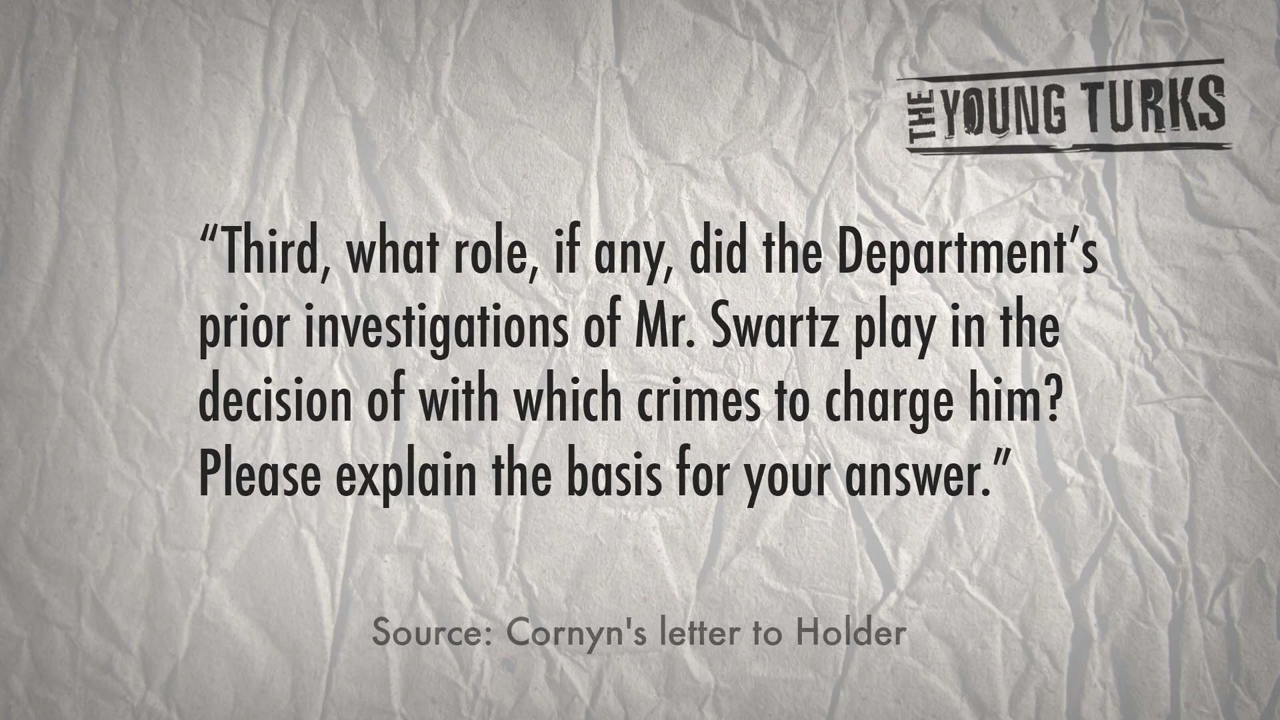 THE YOUNG TURKS
“Third, what role, if any, did the Department’s
prior investigations of Mr. Swartz play in the
decision of with which crimes to charge him?
Please explain the basis for your answer.”
Source: Cornyn's letter to Holder